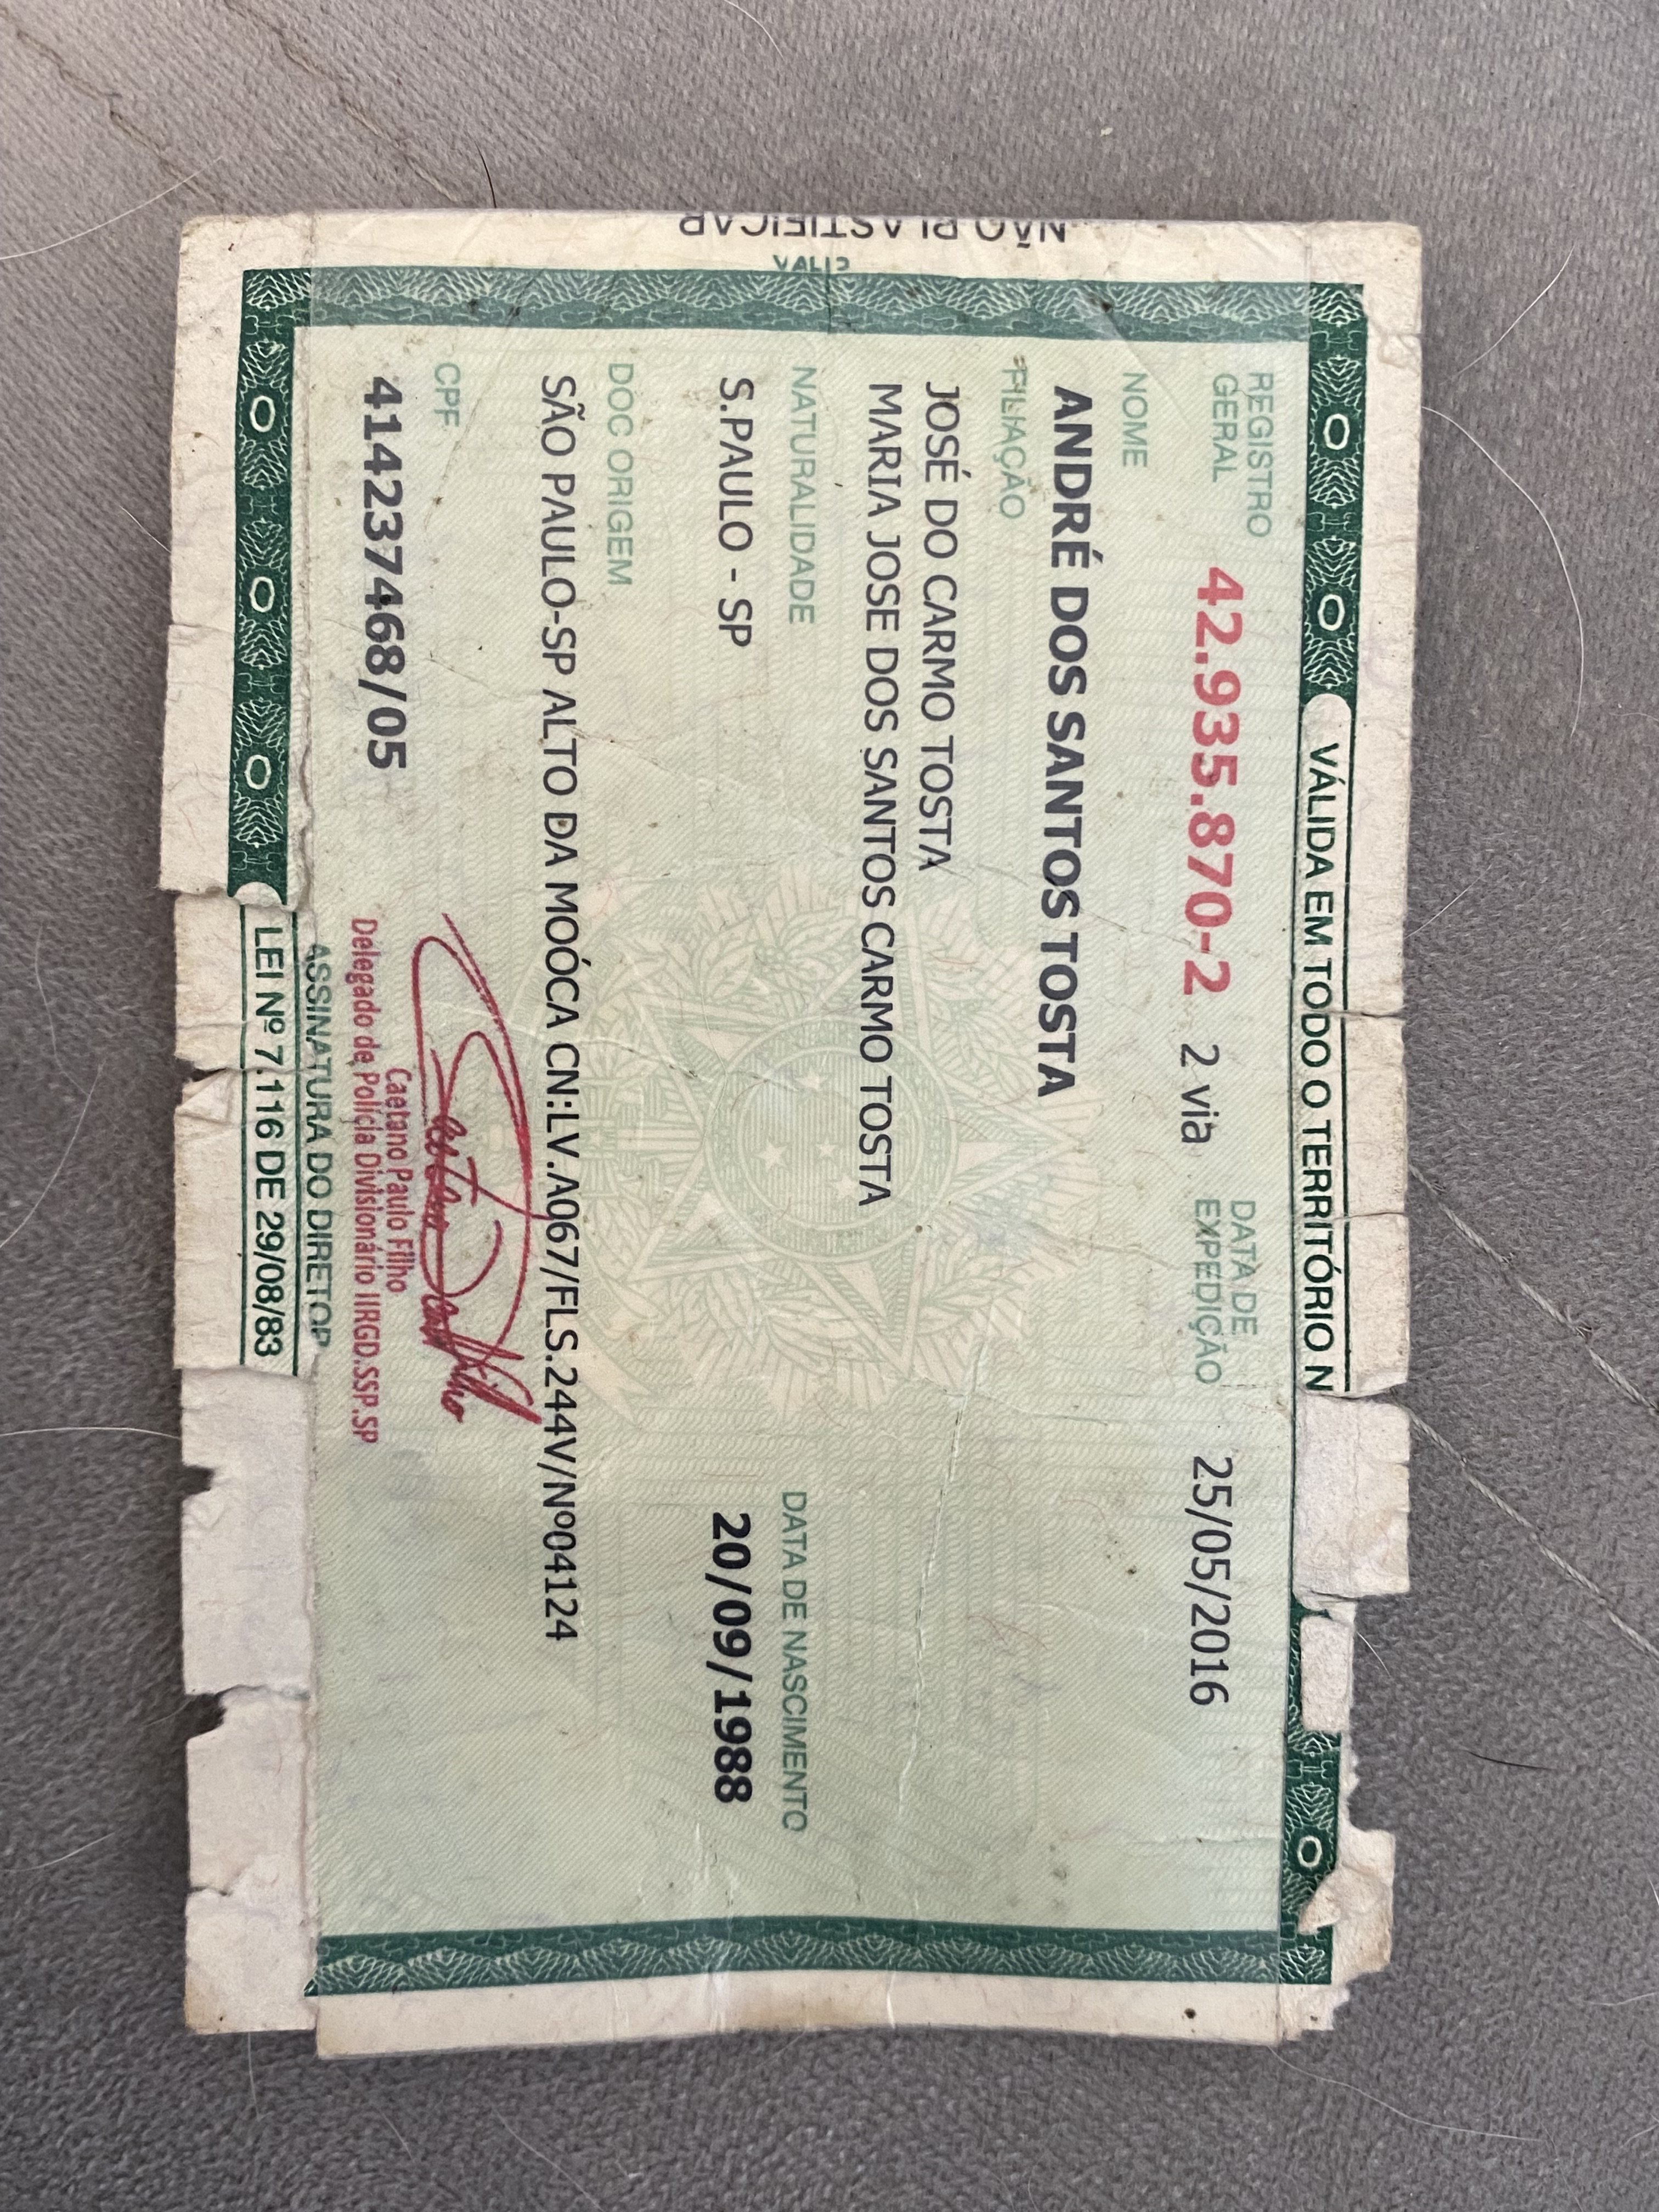 NÃO PLASTIFICAR
VÁLIDA EM TODO O TERRITÓRIO N
REGISTRO GERAL 42.935.870-2 2 via DATA DE EXPEDIÇÃO 25/05/2016
NOME
ANDRÉ DOS SANTOS TOSTA
FILIAÇÃO
JOSÉ DO CARMO TOSTA
MARIA JOSE DOS SANTOS CARMO TOSTA
NATURALIDADE DATA DE NASCIMENTO
S.PAULO - SP 20/09/1988
DOC ORIGEM
SÃO PAULO-SP ALTO DA MOÓCA CN:LV.A067/FLS.244V/Nº04124
CPF
414237468/05
Caetano Paulo Filho
Delegado de Polícia Divisionário IIRGD.SSP.SP
ASSINATURA DO DIRETOR
LEI Nº 7.116 DE 29/08/83